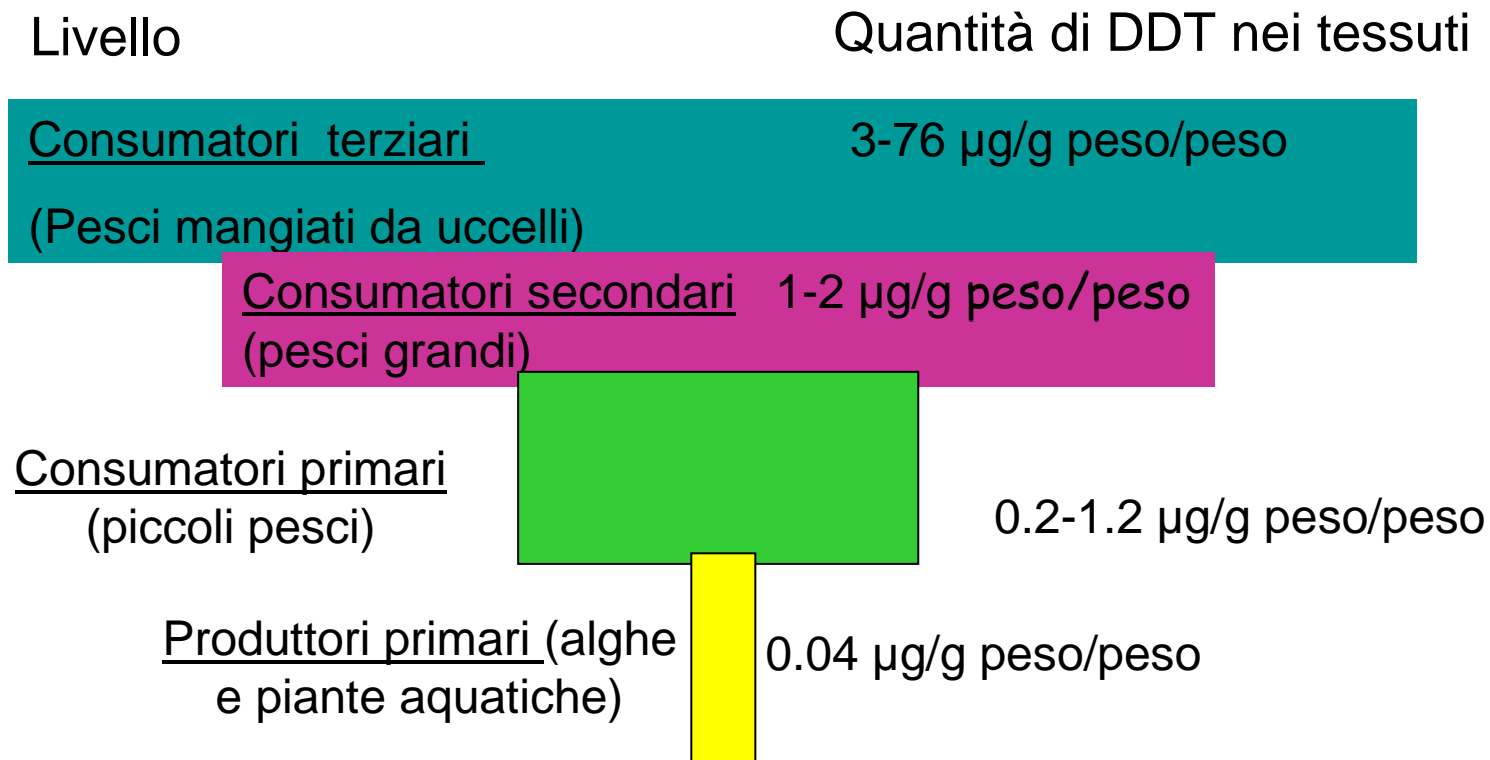 Livello Quantità di DDT nei tessuti
Consumatori terziari 3-76 µg/g peso/peso
(Pesci mangiati da uccelli)
Consumatori secondari 1-2 µg/g peso/peso
(pesci grandi)
Consumatori primari
(piccoli pesci)
0.2-1.2 µg/g peso/peso
Produttori primari (alghe
e piante aquatiche)
0.04 µg/g peso/peso